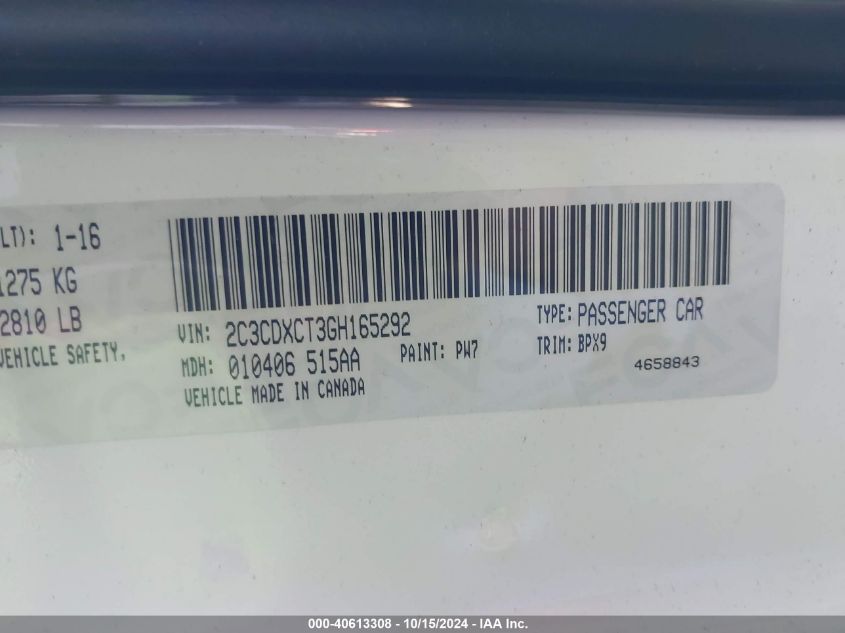 LT): 1-16
1275 KG
2810 LB
VEHICLE SAFETY,
VIN: 2C3CDXCT3GH165292
TYPE: PASSENGER CAR
MDH: 010406 515AA
PAINT: PW7
TRIM: BPX9
VEHICLE MADE IN CANADA
4658843
000-40613308 - 10/15/2024 - IAA Inc.